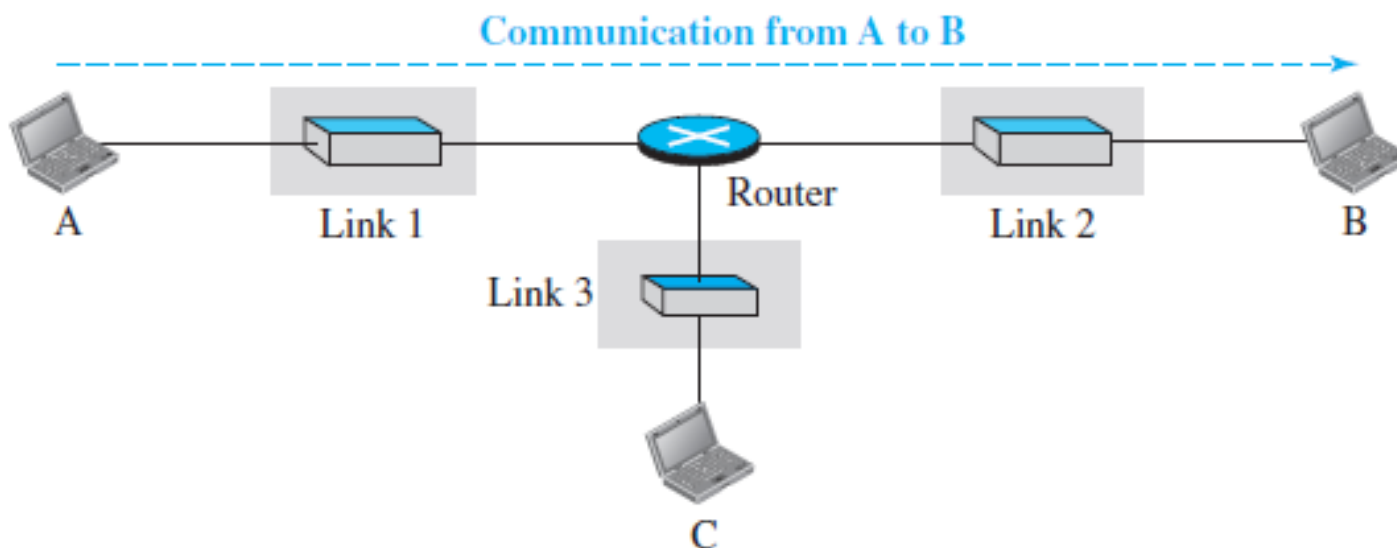 Communication from A to B
A
Link 1
Router
Link 2
B
Link 3
C